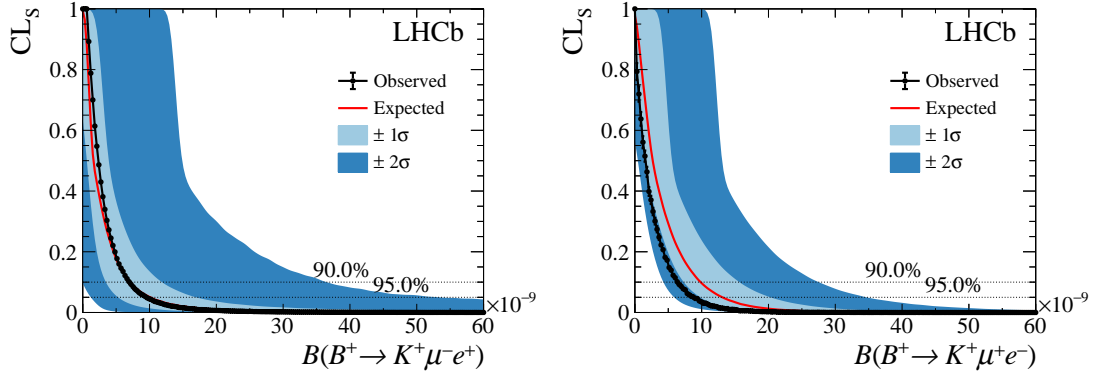 CL_S
1
0.8
0.6
0.4
0.2
0
LHCb
Observed
Expected
± 1σ
± 2σ
90.0%
95.0%
×10⁻⁹
0 10 20 30 40 50 60
B(B⁺→ K⁺μ⁻e⁺)
CL_S
1
0.8
0.6
0.4
0.2
0
LHCb
Observed
Expected
± 1σ
± 2σ
90.0%
95.0%
×10⁻⁹
0 10 20 30 40 50 60
B(B⁺→ K⁺μ⁺e⁻)